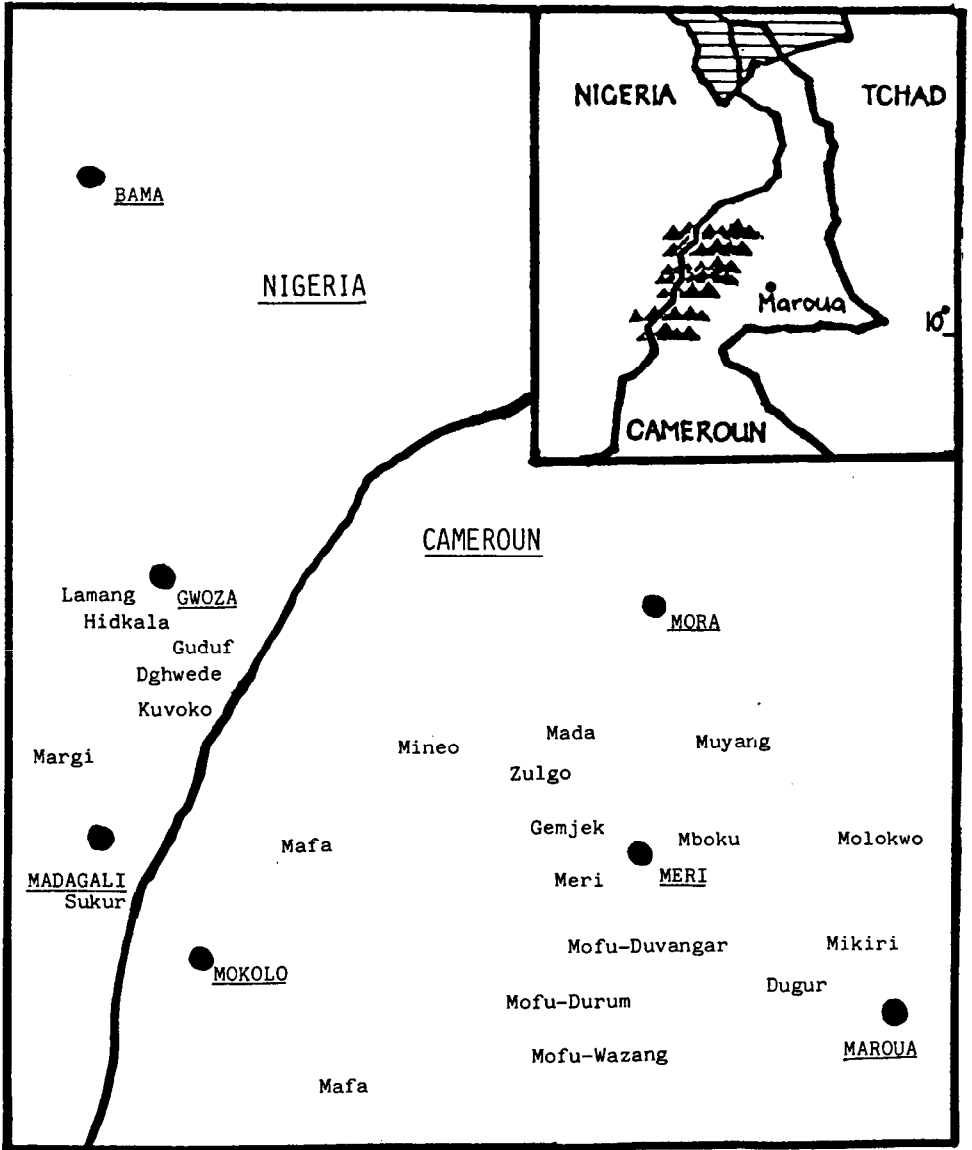 NIGERIA
TCHAD
Maroua
10°
CAMEROUN
BAMA
NIGERIA
CAMEROUN
Lamang
GWOZA
Hidkala
MORA
Guduf
Dghwede
Kuvoko
Margi
Mineo
Mada
Muyang
Zulgo
Gemjek
Mboku
Molokwo
Mafa
MADAGALI
Meri
MERI
Sukur
Mofu-Duvangar
Mikiri
MOKOLO
Dugur
Mofu-Durum
Mofu-Wazang
MAROUA
Mafa